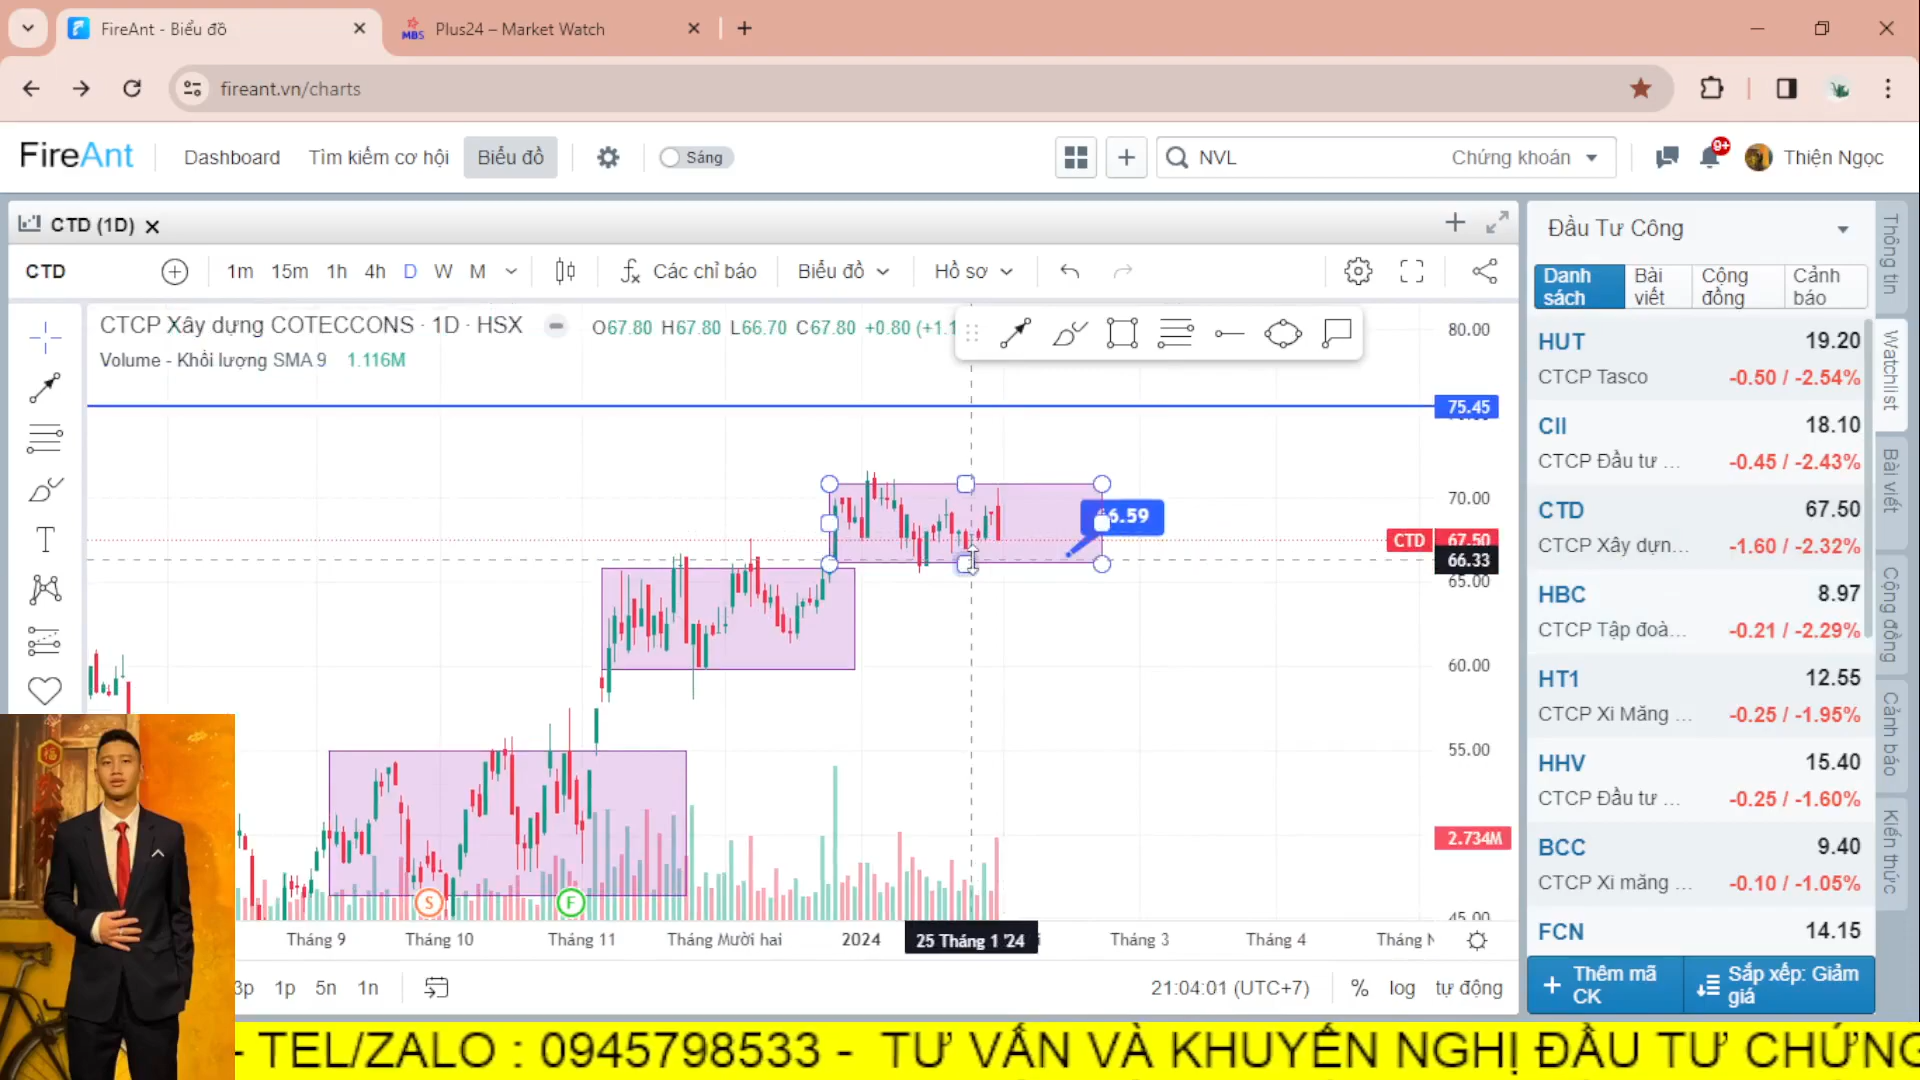 FireAnt - Biểu đồ
MBS Plus24 – Market Watch
fireant.vn/charts
FireAnt Dashboard Tìm kiếm cơ hội Biểu đồ Sáng NVL Chứng khoán 9+ Thiện Ngọc
CTD (1D)
CTD 1m 15m 1h 4h D W M Các chỉ báo Biểu đồ Hồ sơ
CTCP Xây dựng COTECCONS · 1D · HSX O67.80 H67.80 L66.70 C67.80 +0.80
Volume - Khối lượng SMA 9 1.116M
80.00
75.45
70.00
CTD 67.50
66.33
65.00
60.00
55.00
2.734M
45.00
S
F
Tháng 9 Tháng 10 Tháng 11 Tháng Mười hai 2024 25 Tháng 1 '24 Tháng 3 Tháng 4
1p 5n 1n 21:04:01 (UTC+7) % log tự động
Đầu Tư Công
Danh sách
Bài viết
Cộng đồng
Cảnh báo
HUT 19.20
CTCP Tasco -0.50 / -2.54%
CII 18.10
CTCP Đầu tư ... -0.45 / -2.43%
CTD 67.50
CTCP Xây dựn... -1.60 / -2.32%
HBC 8.97
CTCP Tập đoà... -0.21 / -2.29%
HT1 12.55
CTCP Xi Măng ... -0.25 / -1.95%
HHV 15.40
CTCP Đầu tư ... -0.25 / -1.60%
BCC 9.40
CTCP Xi măng ... -0.10 / -1.05%
FCN 14.15
Thêm mã CK
Sắp xếp: Giảm giá
Thông tin
Watchlist
Bài viết
Cộng đồng
Cảnh báo
Kiến thức
- TEL/ZALO : 0945798533 - TƯ VẤN VÀ KHUYẾN NGHỊ ĐẦU TƯ